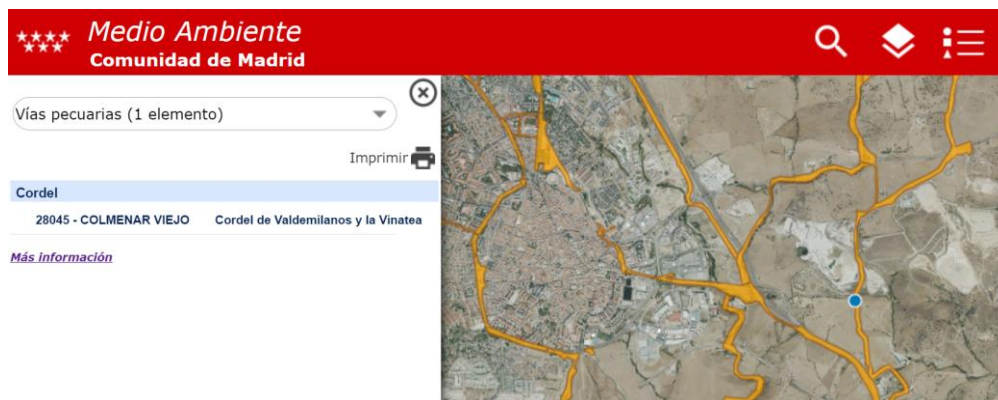 Medio Ambiente
Comunidad de Madrid
Vías pecuarias (1 elemento)
Imprimir
Cordel
28045 - COLMENAR VIEJO Cordel de Valdemilanos y la Vinatea
Más información